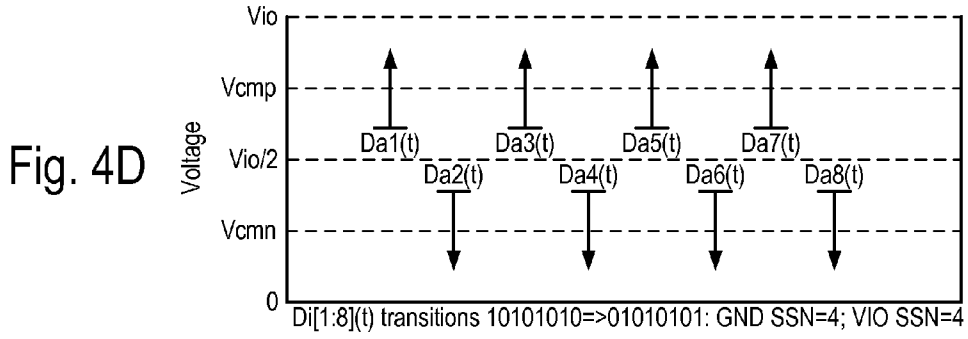 Fig. 4D
Voltage
Vio
Vcmp
Vio/2
Vcmn
0
Da1(t) Da3(t) Da5(t) Da7(t)
Da2(t) Da4(t) Da6(t) Da8(t)
Di[1:8](t) transitions 10101010=>01010101: GND SSN=4; VIO SSN=4